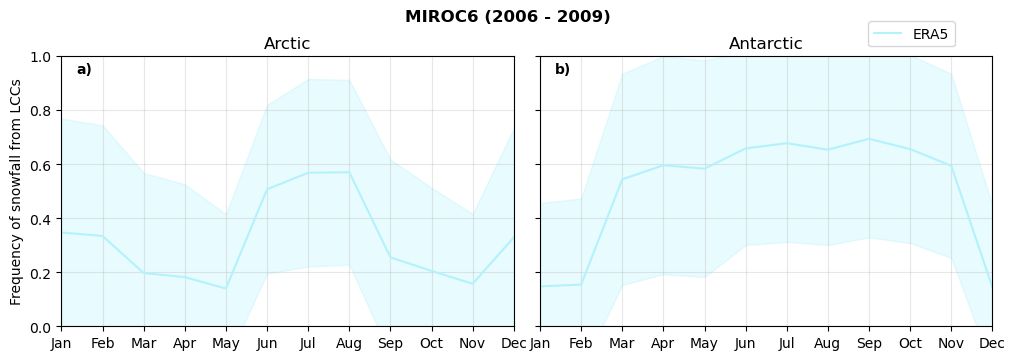 MIROC6 (2006 - 2009)
ERA5
Arctic
Antarctic
a)
b)
Frequency of snowfall from LCCs
1.0
0.8
0.6
0.4
0.2
0.0
Jan Feb Mar Apr May Jun Jul Aug Sep Oct Nov Dec
Jan Feb Mar Apr May Jun Jul Aug Sep Oct Nov Dec